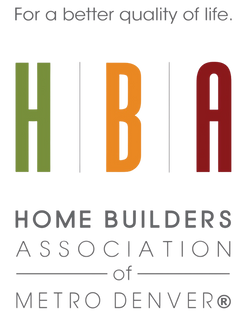 For a better quality of life.
H B A
HOME BUILDERS
ASSOCIATION
of
METRO DENVER®